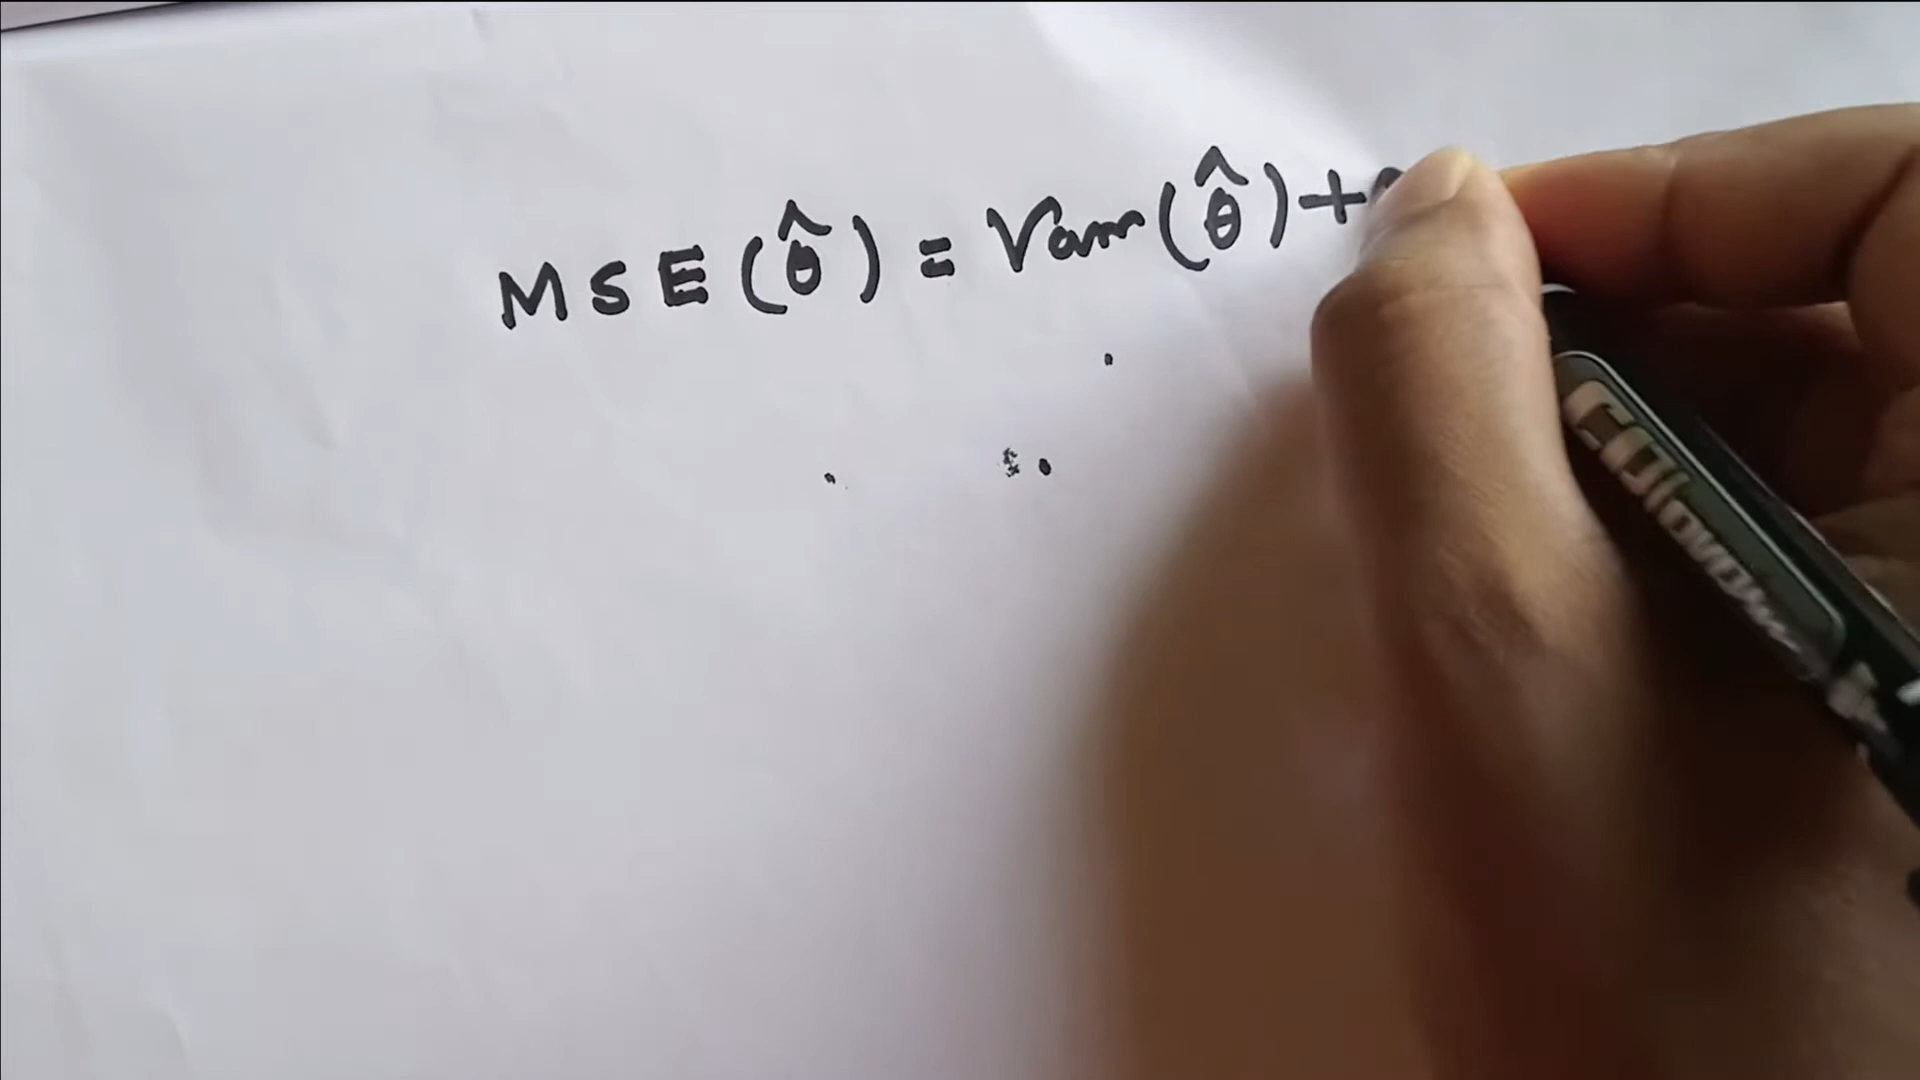 MSE(θ̂) = Var(θ̂) +